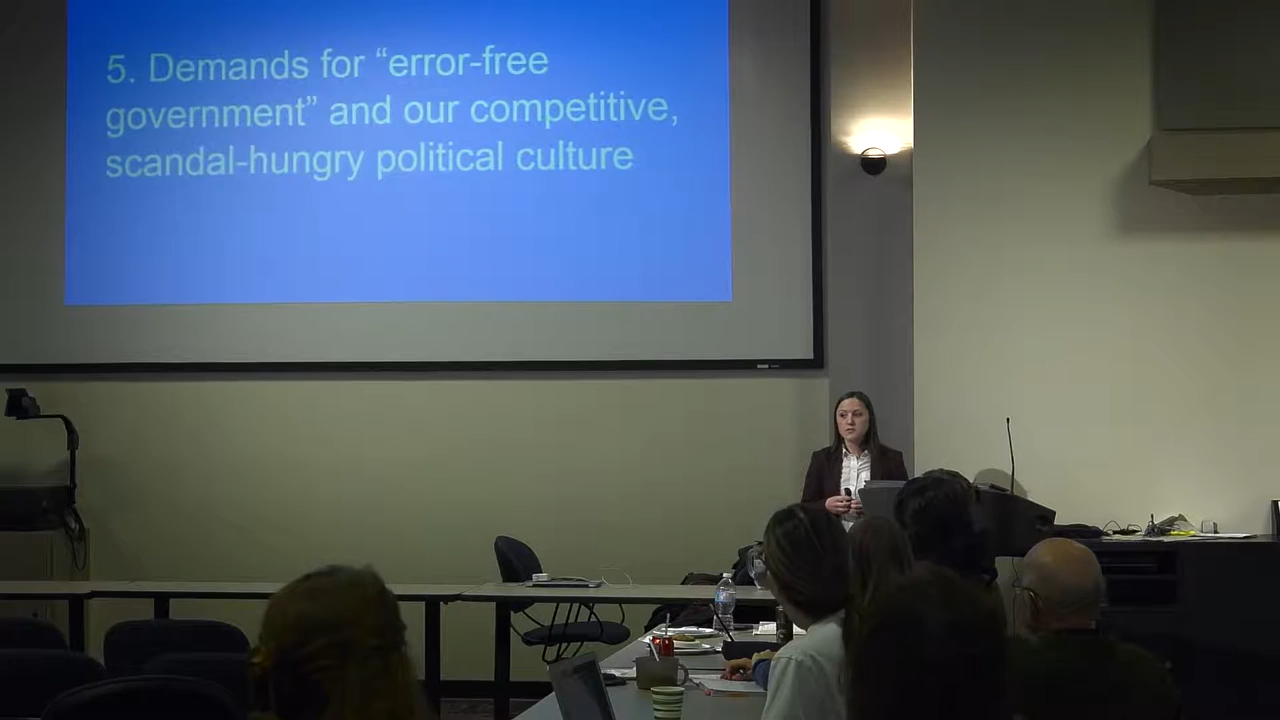 5. Demands for “error-free
government” and our competitive,
scandal-hungry political culture